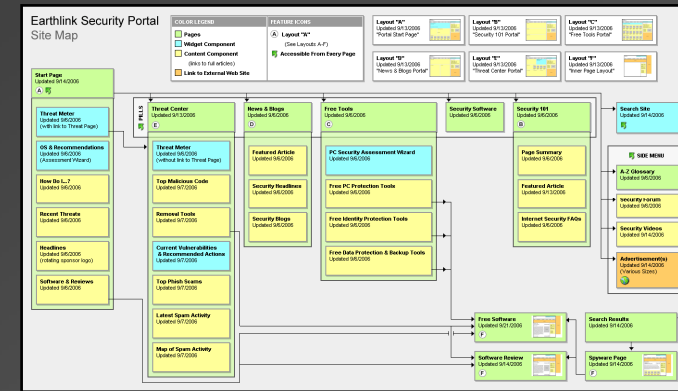 Earthlink Security Portal
Site Map
COLOR LEGEND
Pages
Widget Component
Content Component
(links to full articles)
Link to External Web Site
FEATURE ICONS
A Layout "A"
(See Layouts A-F)
Accessible From Every Page
Layout "A"
Updated 9/13/2006
"Portal Start Page"
Layout "B"
Updated 9/13/2006
"Security 101 Portal"
Layout "C"
Updated 9/13/2006
"Free Tools Portal"
Layout "D"
Updated 9/13/2006
"News & Blogs Portal"
Layout "E"
Updated 9/13/2006
"Threat Center Portal"
Layout "F"
Updated 9/13/2006
"Inner Page Layout"
Start Page
Updated 9/14/2006
A
Threat Meter
Updated 9/6/2006
(with link to Threat Page)
OS & Recommendations
Updated 9/6/2006
(Assessment Wizard)
How Do I...?
Updated 9/6/2006
Recent Threats
Updated 9/6/2006
Headlines
Updated 9/6/2006
(rotating sponsor logo)
Software & Reviews
Updated 9/6/2006
PILLS
Threat Center
Updated 9/13/2006
E
Threat Meter
Updated 9/6/2006
(without link to Threat Page)
Top Malicious Code
Updated 9/7/2006
Removal Tools
Updated 9/7/2006
Current Vulnerabilities
& Recommended Actions
Updated 9/7/2006
Top Phish Scams
Updated 9/7/2006
Latest Spam Activity
Updated 9/7/2006
Map of Spam Activity
Updated 9/7/2006
News & Blogs
Updated 9/6/2006
D
Featured Article
Updated 9/6/2006
Security Headlines
Updated 9/6/2006
Security Blogs
Updated 9/6/2006
Free Tools
Updated 9/6/2006
C
PC Security Assessment Wizard
Updated 9/6/2006
Free PC Protection Tools
Updated 9/6/2006
Free Identity Protection Tools
Updated 9/6/2006
Free Data Protection & Backup Tools
Updated 9/6/2006
Security Software
Updated 9/6/2006
Security 101
Updated 9/6/2006
B
Page Summary
Updated 9/6/2006
Featured Article
Updated 9/13/2006
Internet Security FAQs
Updated 9/6/2006
Search Site
Updated 9/14/2006
SIDE MENU
A-Z Glossary
Updated 9/6/2006
Security Forum
Updated 9/6/2006
Security Videos
Updated 9/14/2006
Advertisement(s)
Updated 9/14/2006
(Various Sizes)
Free Software
Updated 9/21/2006
F
Software Review
Updated 9/6/2006
F
Search Results
Updated 9/14/2006
Spyware Page
Updated 9/14/2006
F